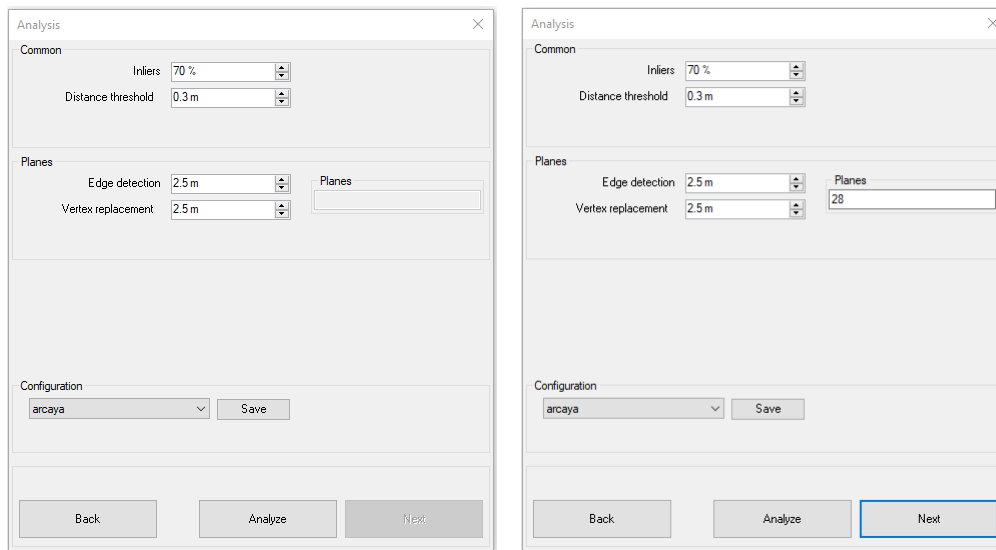 Analysis
Common
Inliers 70 %
Distance threshold 0.3 m
Planes
Edge detection 2.5 m
Planes
Vertex replacement 2.5 m
Configuration
arcaya Save
Back Analyze Next
Analysis
Common
Inliers 70 %
Distance threshold 0.3 m
Planes
Edge detection 2.5 m
Planes
28
Vertex replacement 2.5 m
Configuration
arcaya Save
Back Analyze Next